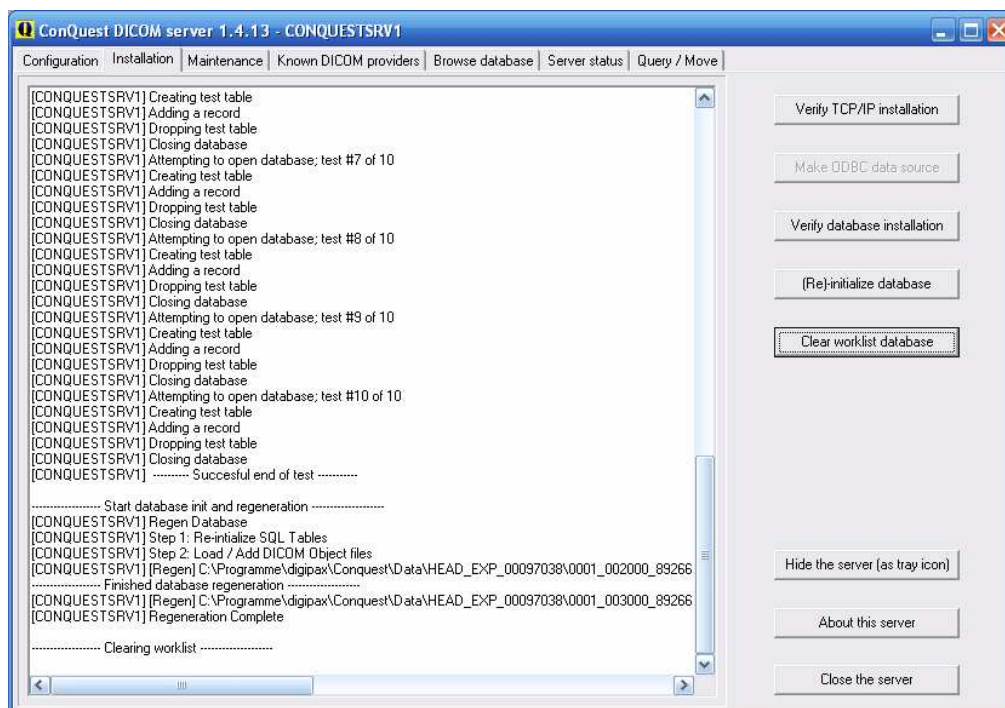 ConQuest DICOM server 1.4.13 - CONQUESTSRV1
Configuration Installation Maintenance Known DICOM providers Browse database Server status Query / Move
[CONQUESTSRV1] Creating test table
[CONQUESTSRV1] Adding a record
[CONQUESTSRV1] Dropping test table
[CONQUESTSRV1] Closing database
[CONQUESTSRV1] Attempting to open database; test #7 of 10
[CONQUESTSRV1] Creating test table
[CONQUESTSRV1] Adding a record
[CONQUESTSRV1] Dropping test table
[CONQUESTSRV1] Closing database
[CONQUESTSRV1] Attempting to open database; test #8 of 10
[CONQUESTSRV1] Creating test table
[CONQUESTSRV1] Adding a record
[CONQUESTSRV1] Dropping test table
[CONQUESTSRV1] Closing database
[CONQUESTSRV1] Attempting to open database; test #9 of 10
[CONQUESTSRV1] Creating test table
[CONQUESTSRV1] Adding a record
[CONQUESTSRV1] Dropping test table
[CONQUESTSRV1] Closing database
[CONQUESTSRV1] Attempting to open database; test #10 of 10
[CONQUESTSRV1] Creating test table
[CONQUESTSRV1] Adding a record
[CONQUESTSRV1] Dropping test table
[CONQUESTSRV1] Closing database
[CONQUESTSRV1] ---------- Succesful end of test -----------
------------------- Start database init and regeneration -------------------
[CONQUESTSRV1] Regen Database
[CONQUESTSRV1] Step 1: Re-intialize SQL Tables
[CONQUESTSRV1] Step 2: Load / Add DICOM Object files
[CONQUESTSRV1] [Regen] C:\Programme\digipax\Conquest\Data\HEAD_EXP_00097038\0001_002000_89266
------------------- Finished database regeneration -------------------
[CONQUESTSRV1] [Regen] C:\Programme\digipax\Conquest\Data\HEAD_EXP_00097038\0001_003000_89266
[CONQUESTSRV1] Regeneration Complete
------------------- Clearing worklist -------------------
Verify TCP/IP installation
Make ODBC data source
Verify database installation
(Re)-initialize database
Clear worklist database
Hide the server (as tray icon)
About this server
Close the server